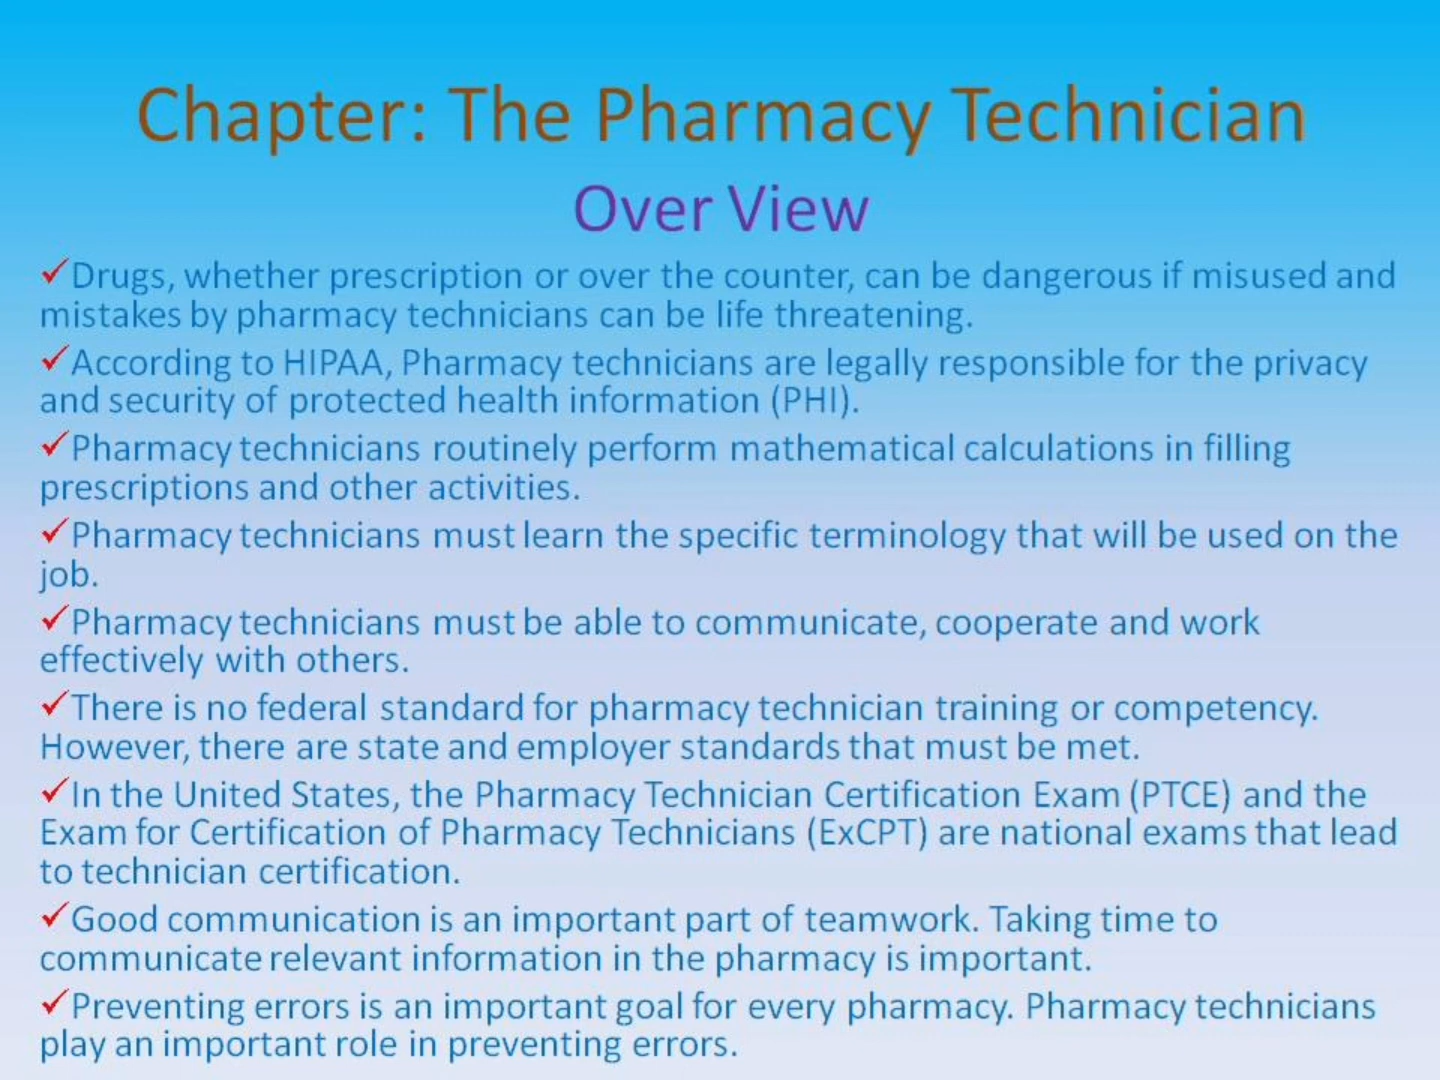 Chapter: The Pharmacy Technician
Over View
✓Drugs, whether prescription or over the counter, can be dangerous if misused and
mistakes by pharmacy technicians can be life threatening.
✓According to HIPAA, Pharmacy technicians are legally responsible for the privacy
and security of protected health information (PHI).
✓Pharmacy technicians routinely perform mathematical calculations in filling
prescriptions and other activities.
✓Pharmacy technicians must learn the specific terminology that will be used on the
job.
✓Pharmacy technicians must be able to communicate, cooperate and work
effectively with others.
✓There is no federal standard for pharmacy technician training or competency.
However, there are state and employer standards that must be met.
✓In the United States, the Pharmacy Technician Certification Exam (PTCE) and the
Exam for Certification of Pharmacy Technicians (ExCPT) are national exams that lead
to technician certification.
✓Good communication is an important part of teamwork. Taking time to
communicate relevant information in the pharmacy is important.
✓Preventing errors is an important goal for every pharmacy. Pharmacy technicians
play an important role in preventing errors.